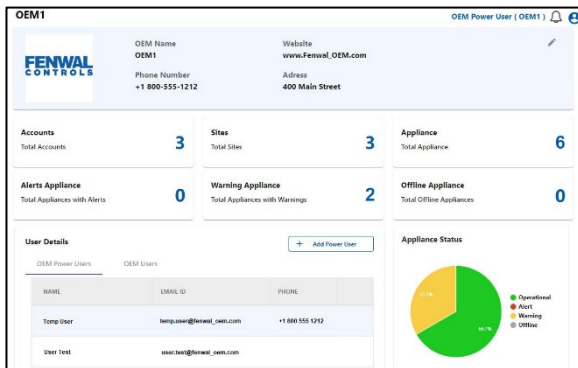 OEM1
OEM Power User ( OEM1 )
FENWAL
CONTROLS
OEM Name
OEM1
Website
www.Fenwal_OEM.com
Phone Number
+1 800-555-1212
Adress
400 Main Street
Accounts
Total Accounts
3
Sites
Total Sites
3
Appliance
Total Appliance
6
Alerts Appliance
Total Appliances with Alerts
0
Warning Appliance
Total Appliances with Warnings
2
Offline Appliance
Total Offline Appliances
0
User Details
+ Add Power User
OEM Power Users OEM Users
NAME EMAIL ID PHONE
Temp User temp.user@fenwal_oem.com +1 800 555 1212
User Test user.test@fenwal_oem.com
Appliance Status
33.3%
66.7%
Operational
Alert
Warning
Offline